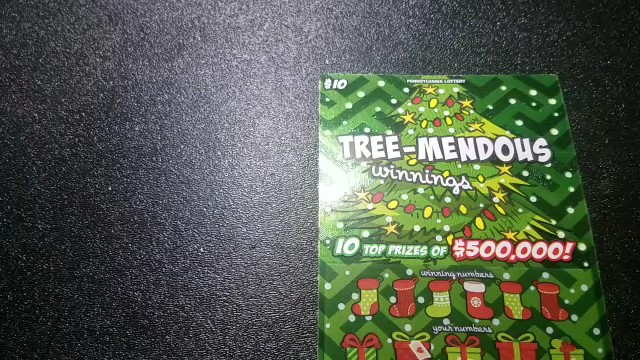 $10
PENNSYLVANIA LOTTERY
TREE-MENDOUS
winnings
10 TOP PRIZES OF $500,000!
winning numbers
your numbers